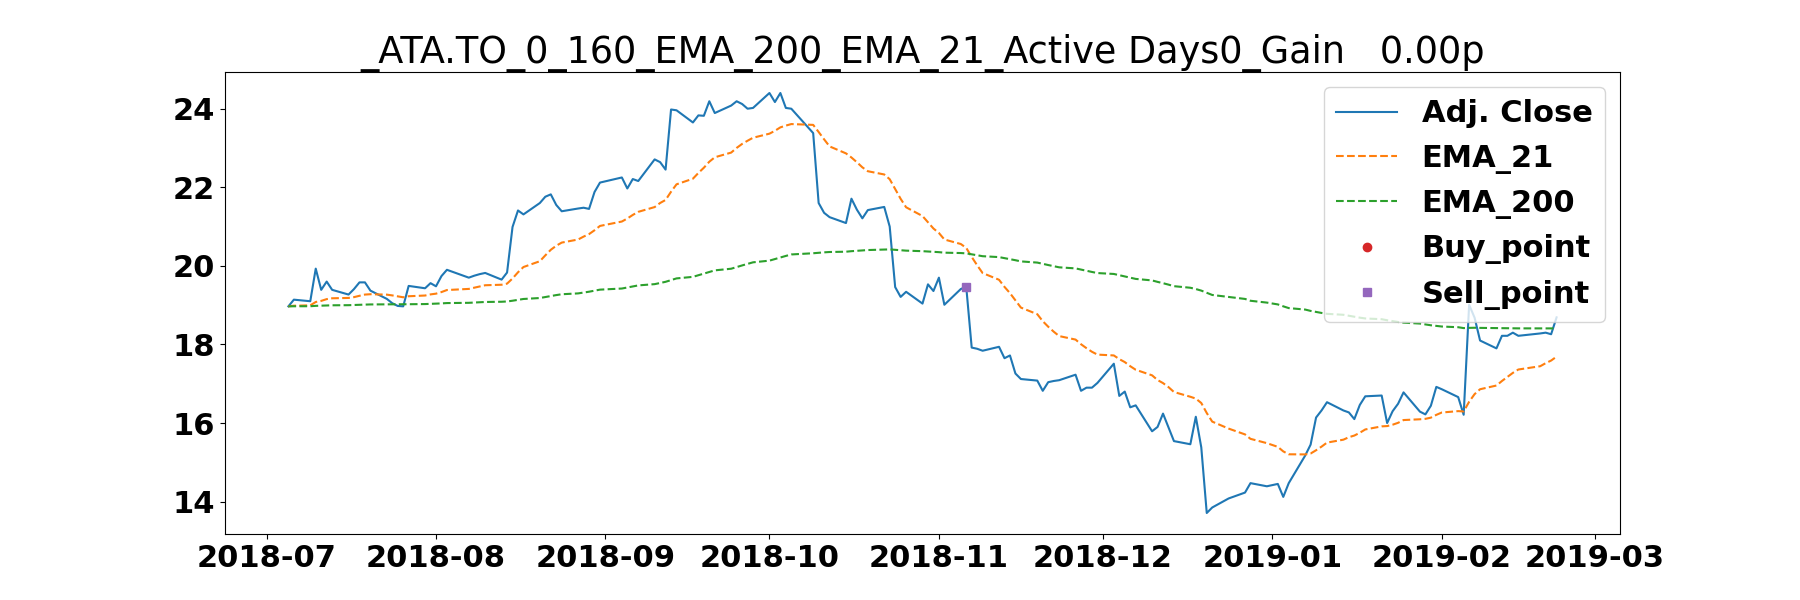 _ATA.TO_0_160_EMA_200_EMA_21_Active Days0_Gain   0.00p
24
22
20
18
16
14
Adj. Close
EMA_21
EMA_200
Buy_point
Sell_point
2018-07 2018-08 2018-09 2018-10 2018-11 2018-12 2019-01 2019-02 2019-03